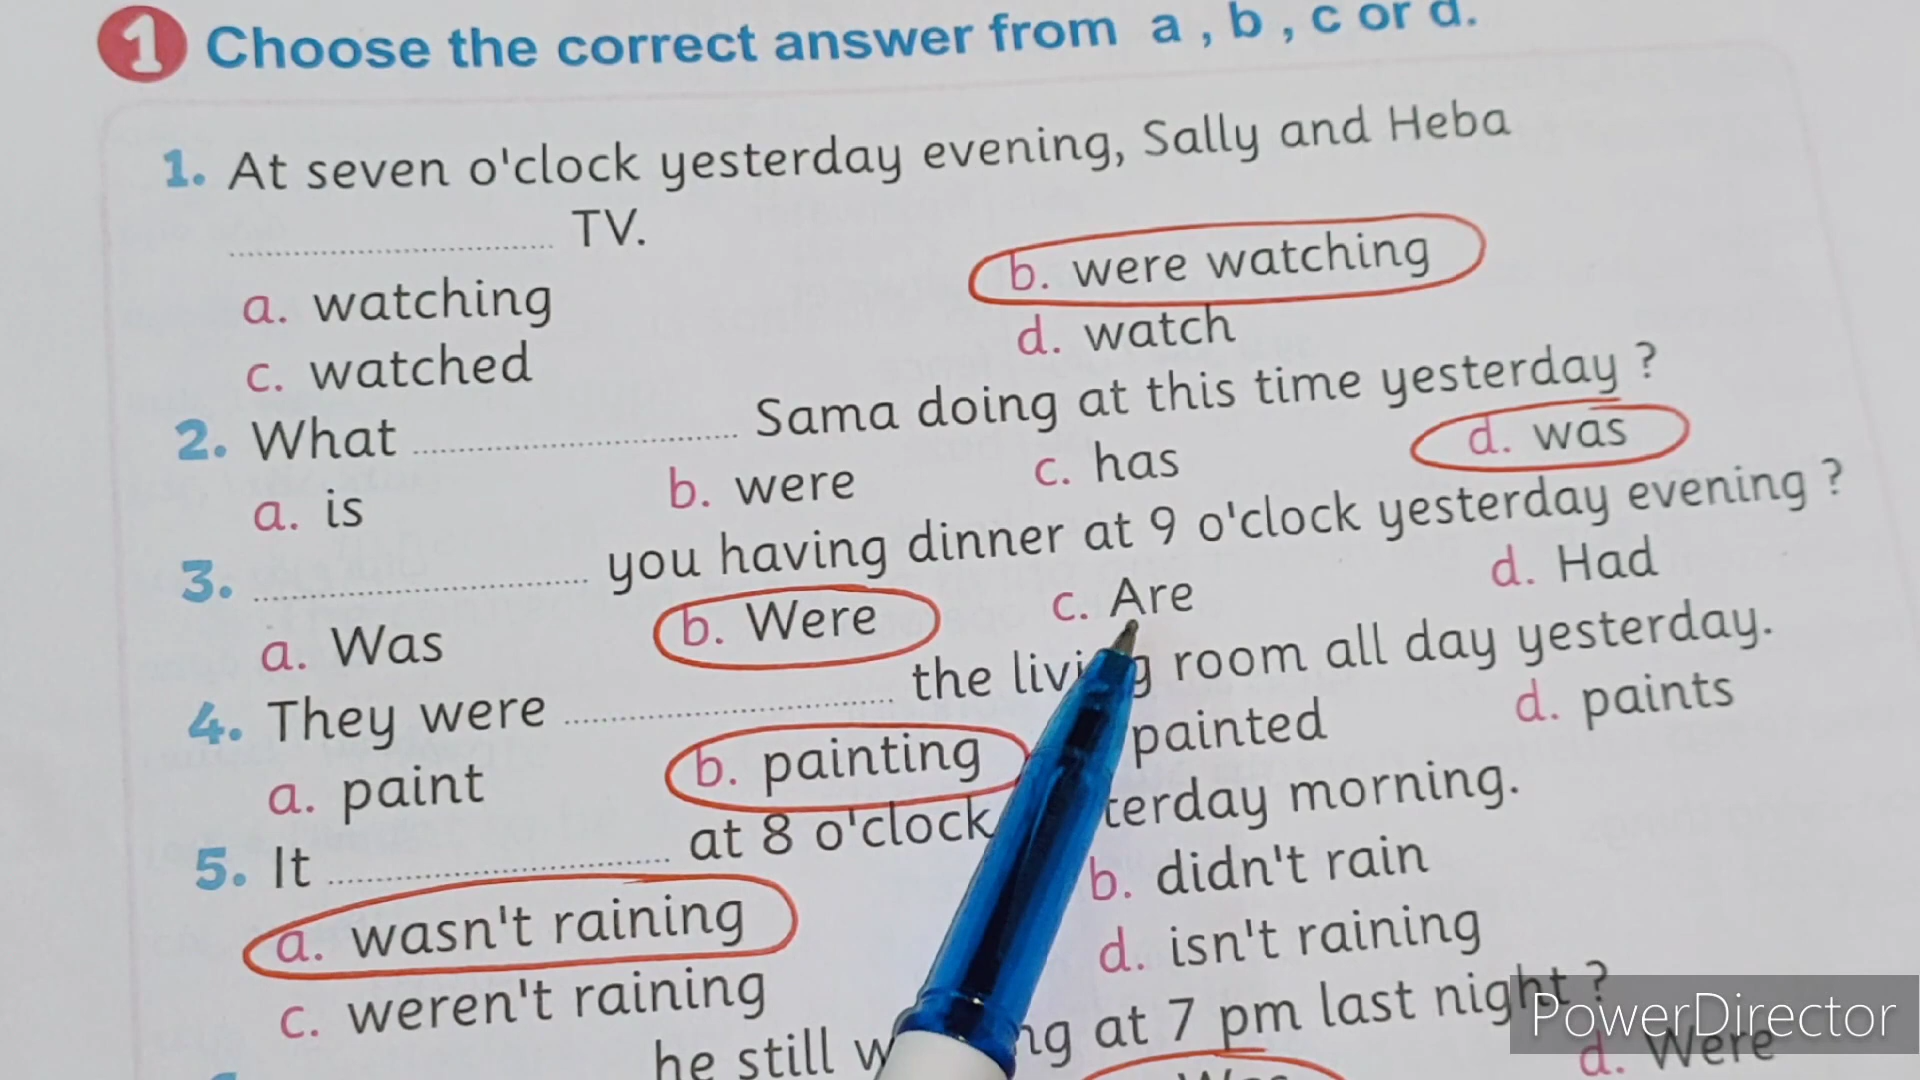 1 Choose the correct answer from a , b , c or d.
1. At seven o'clock yesterday evening, Sally and Heba
.................... TV.
a. watching b. were watching
c. watched d. watch
2. What .................... Sama doing at this time yesterday ?
a. is b. were c. has d. was
3. .................... you having dinner at 9 o'clock yesterday evening ?
a. Was b. Were c. Are d. Had
4. They were .................... the living room all day yesterday.
a. paint b. painting painted d. paints
5. It .................... at 8 o'clock terday morning.
a. wasn't raining b. didn't rain
c. weren't raining d. isn't raining
he still ng at 7 pm last night ?
d. Were
PowerDirector